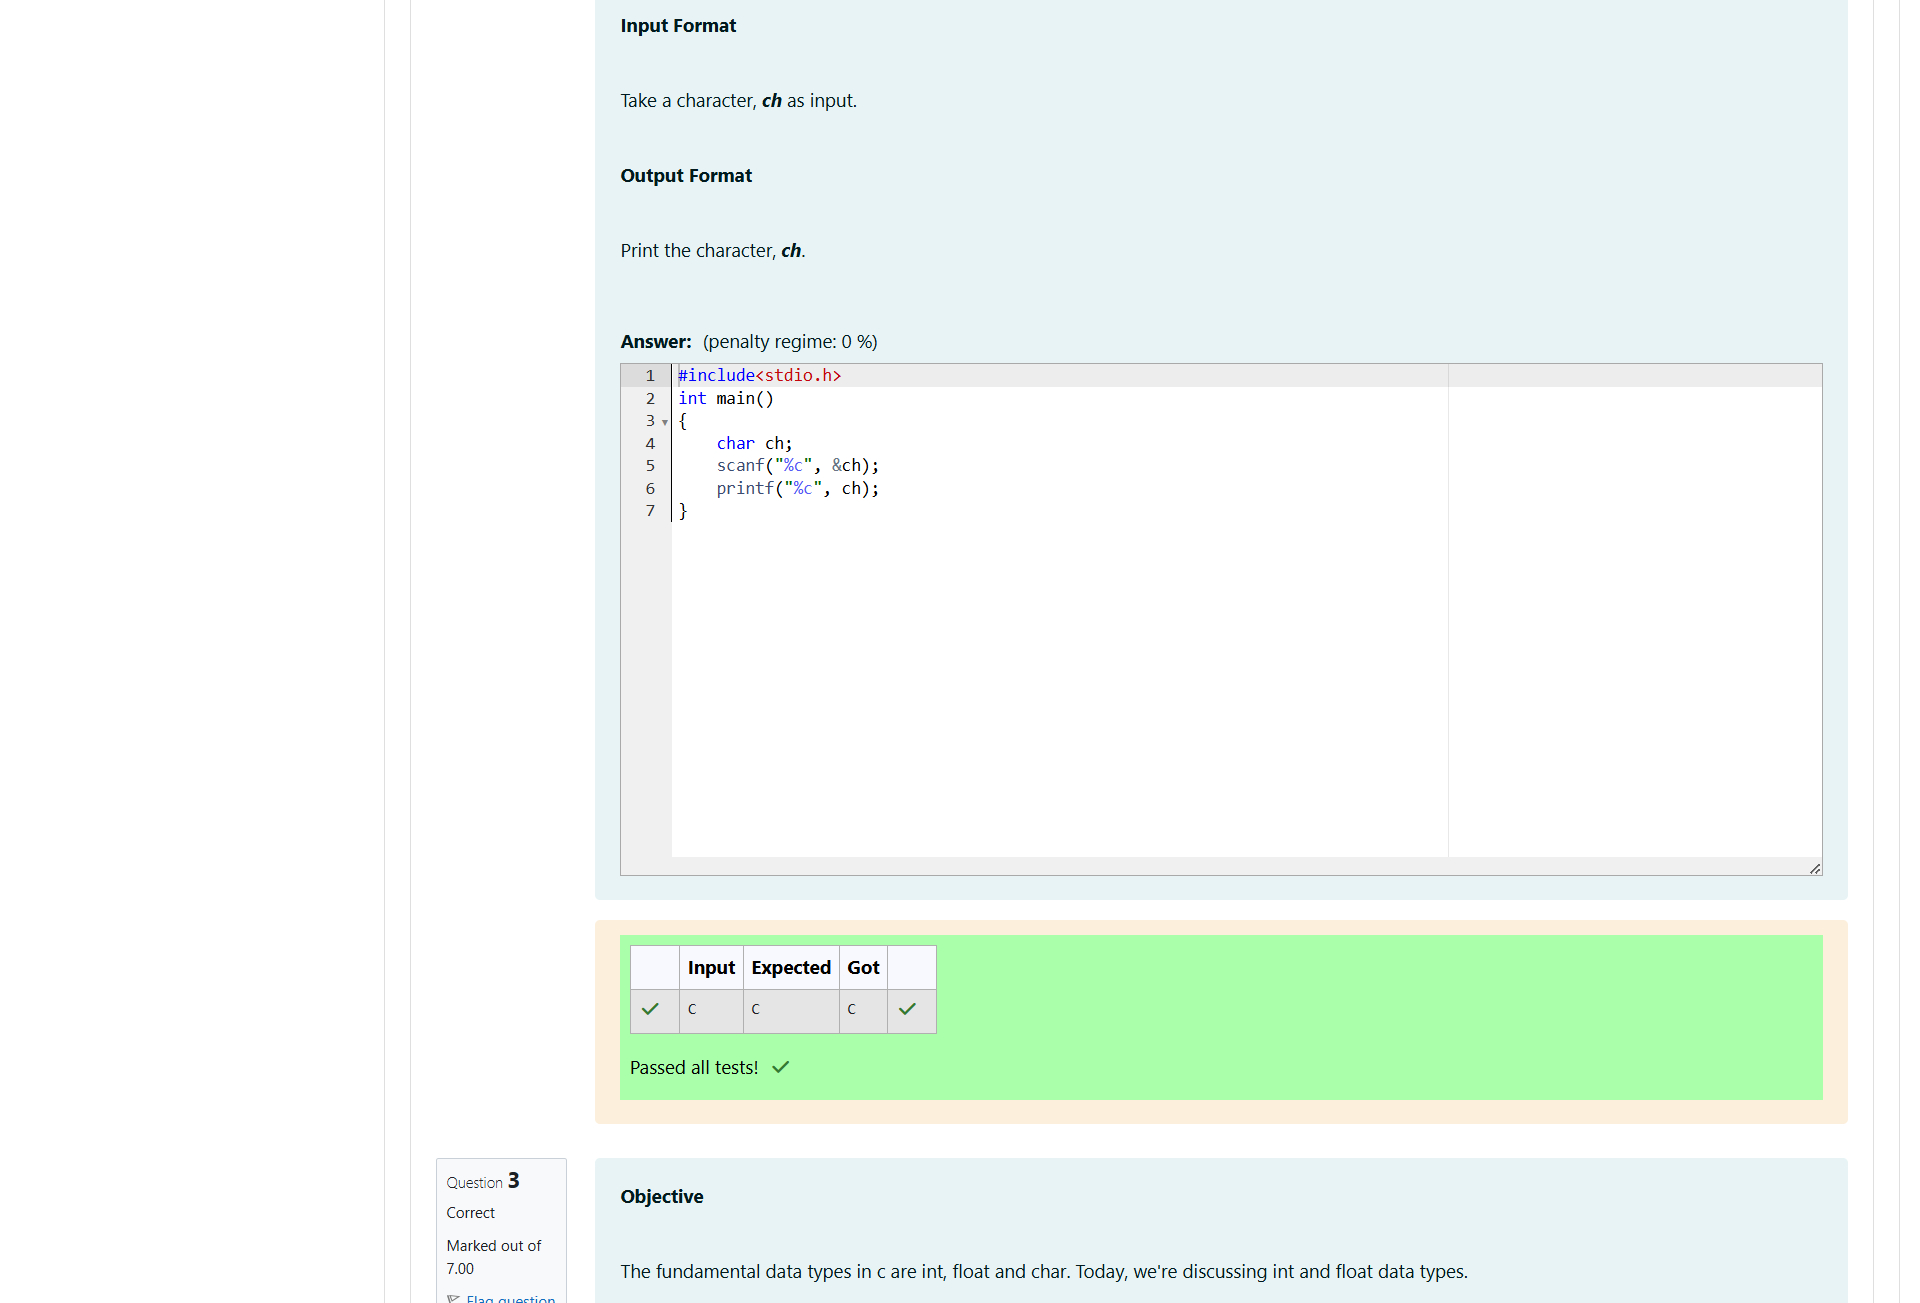 Input Format
Take a character, ch as input.
Output Format
Print the character, ch.
Answer: (penalty regime: 0 %)
1 #include<stdio.h>
2 int main()
3 {
4     char ch;
5     scanf("%c", &ch);
6     printf("%c", ch);
7 }
Input Expected Got
C C C
Passed all tests!
Question 3
Correct
Marked out of
7.00
Flag question
Objective
The fundamental data types in c are int, float and char. Today, we're discussing int and float data types.